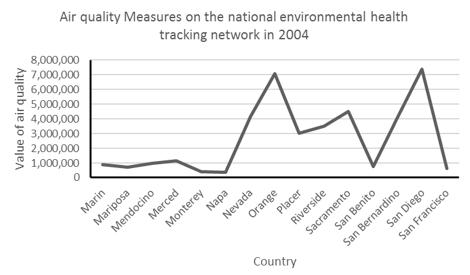 Air quality Measures on the national environmental health
tracking network in 2004
Value of air quality
8,000,000
7,000,000
6,000,000
5,000,000
4,000,000
3,000,000
2,000,000
1,000,000
0
Marin
Mariposa
Mendocino
Merced
Monterey
Napa
Nevada
Orange
Placer
Riverside
Sacramento
San Benito
San Bernardino
San Diego
San Francisco
Country